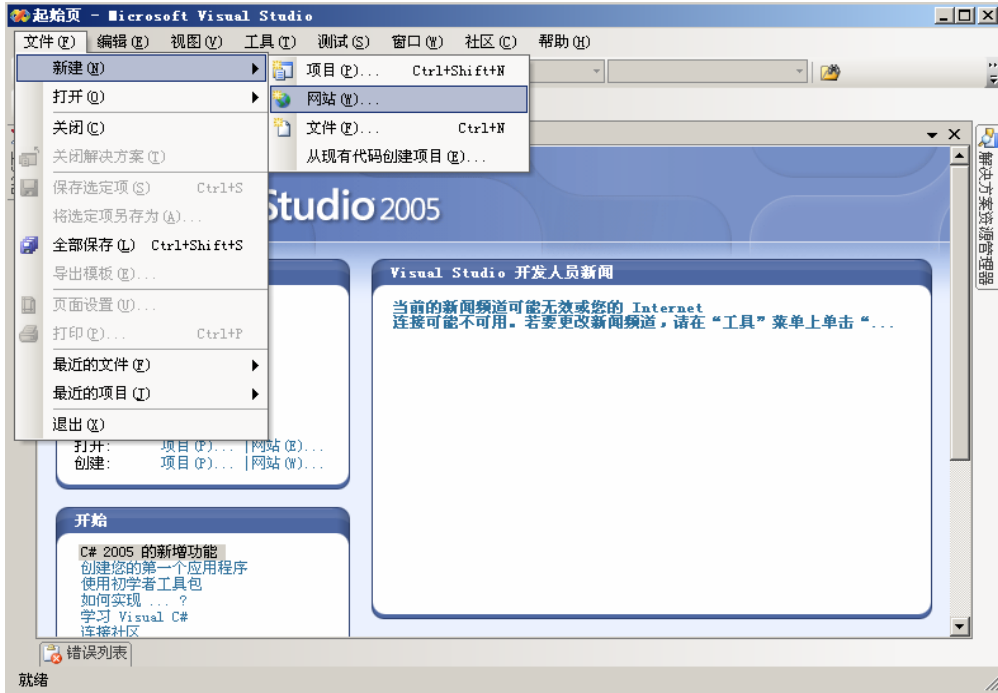 起始页 - Microsoft Visual Studio
文件(F) 编辑(E) 视图(V) 工具(T) 测试(S) 窗口(W) 社区(C) 帮助(H)
新建(N)
打开(O)
关闭(C)
关闭解决方案(T)
保存选定项(S) Ctrl+S
将选定项另存为(A)...
全部保存(L) Ctrl+Shift+S
导出模板(E)...
页面设置(U)...
打印(P)... Ctrl+P
最近的文件(F)
最近的项目(J)
退出(X)
项目(P)... Ctrl+Shift+N
网站(W)...
文件(F)... Ctrl+N
从现有代码创建项目(E)...
Studio 2005
解决方案资源管理器
Visual Studio 开发人员新闻
当前的新闻频道可能无效或您的 Internet
连接可能不可用。若要更改新闻频道，请在“工具”菜单上单击“...
打开: 项目(P)... |网站(E)...
创建: 项目(P)... |网站(W)...
开始
C# 2005 的新增功能
创建您的第一个应用程序
使用初学者工具包
如何实现 ... ?
学习 Visual C#
连接社区
错误列表
就绪